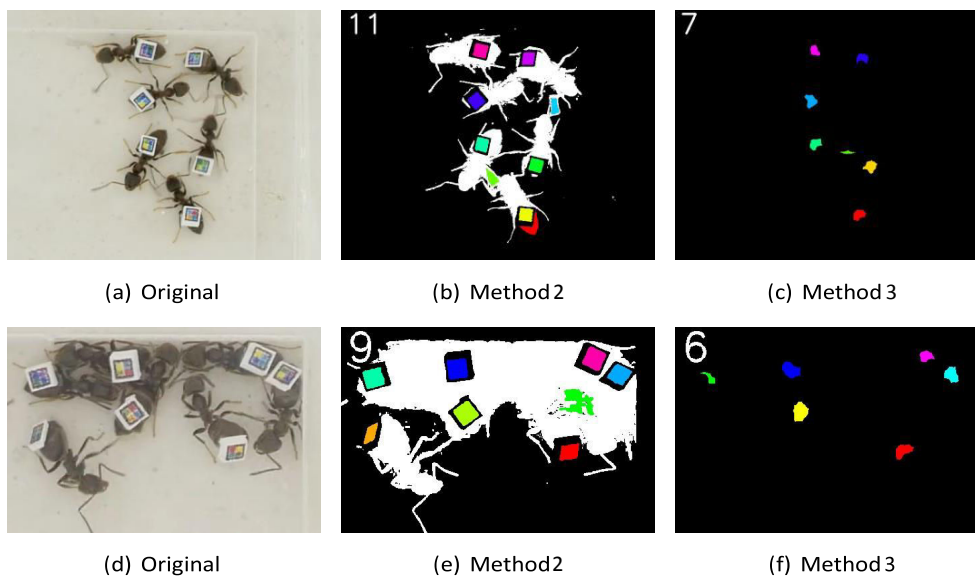 11
7
(a) Original
(b) Method 2
(c) Method 3
9
6
(d) Original
(e) Method 2
(f) Method 3